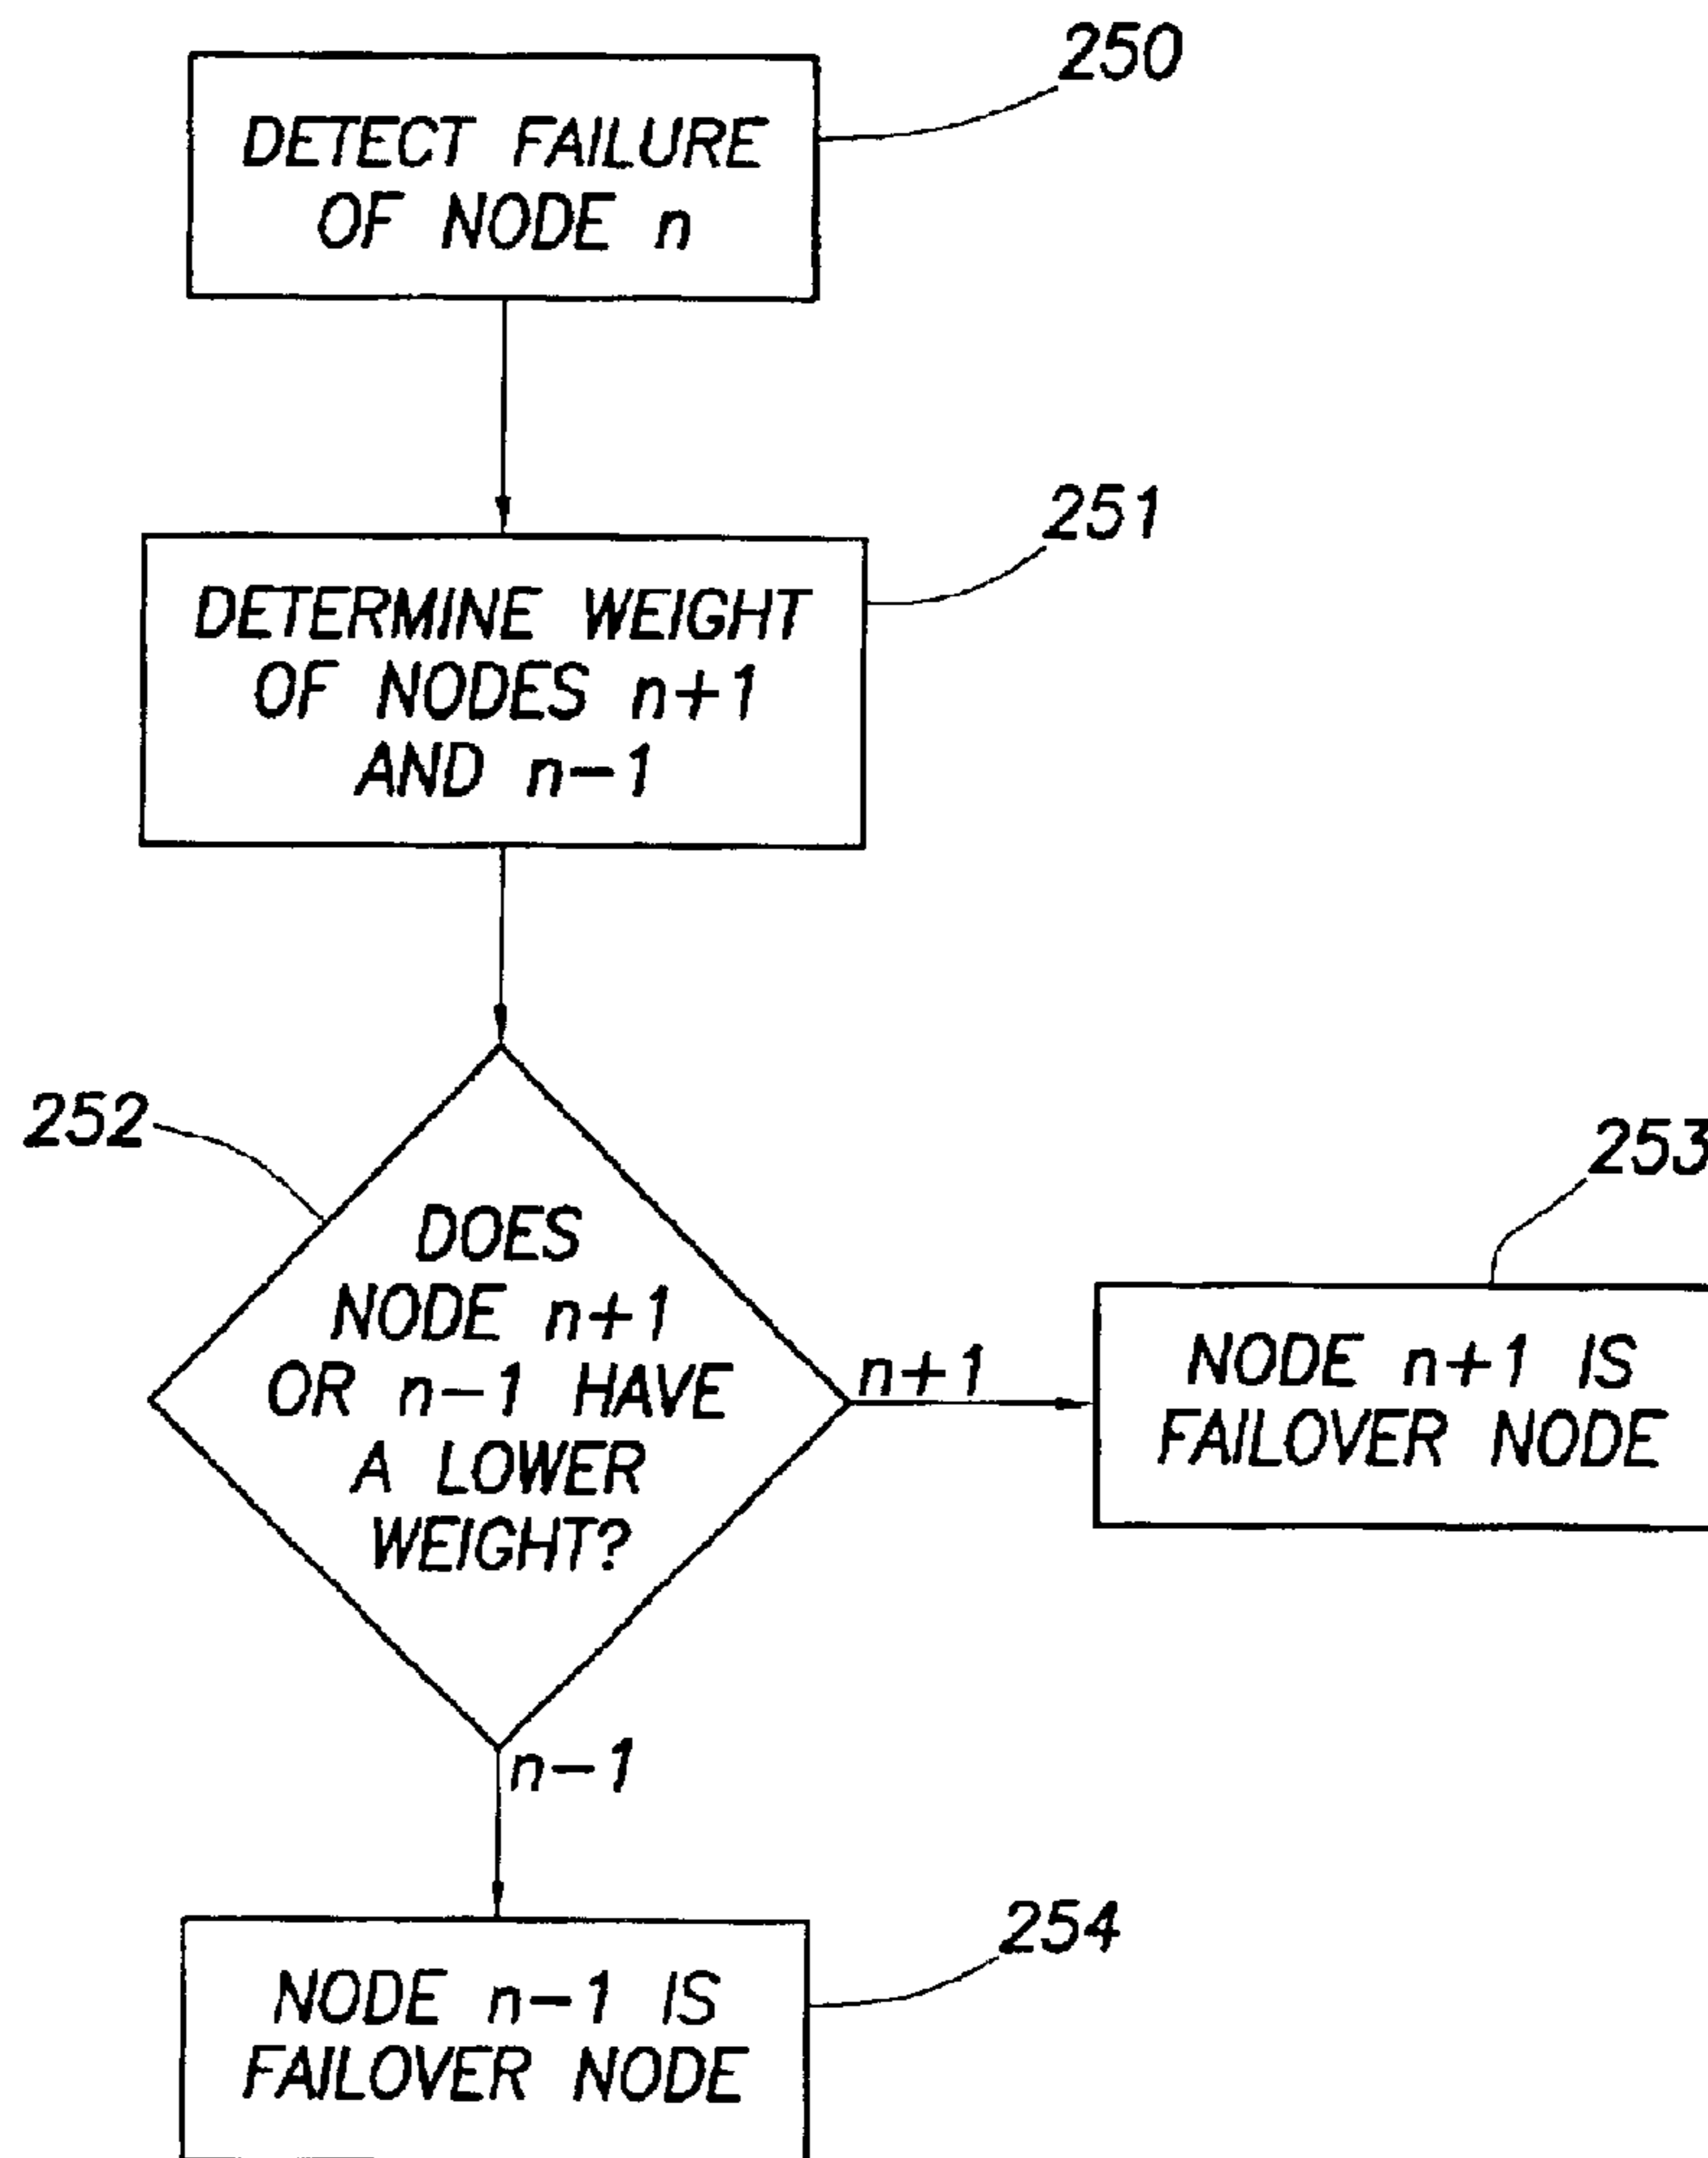 250
DETECT FAILURE
OF NODE n
251
DETERMINE WEIGHT
OF NODES n+1
AND n-1
252
DOES
NODE n+1
OR n-1 HAVE
A LOWER
WEIGHT?
n+1
253
NODE n+1 IS
FAILOVER NODE
n-1
254
NODE n-1 IS
FAILOVER NODE